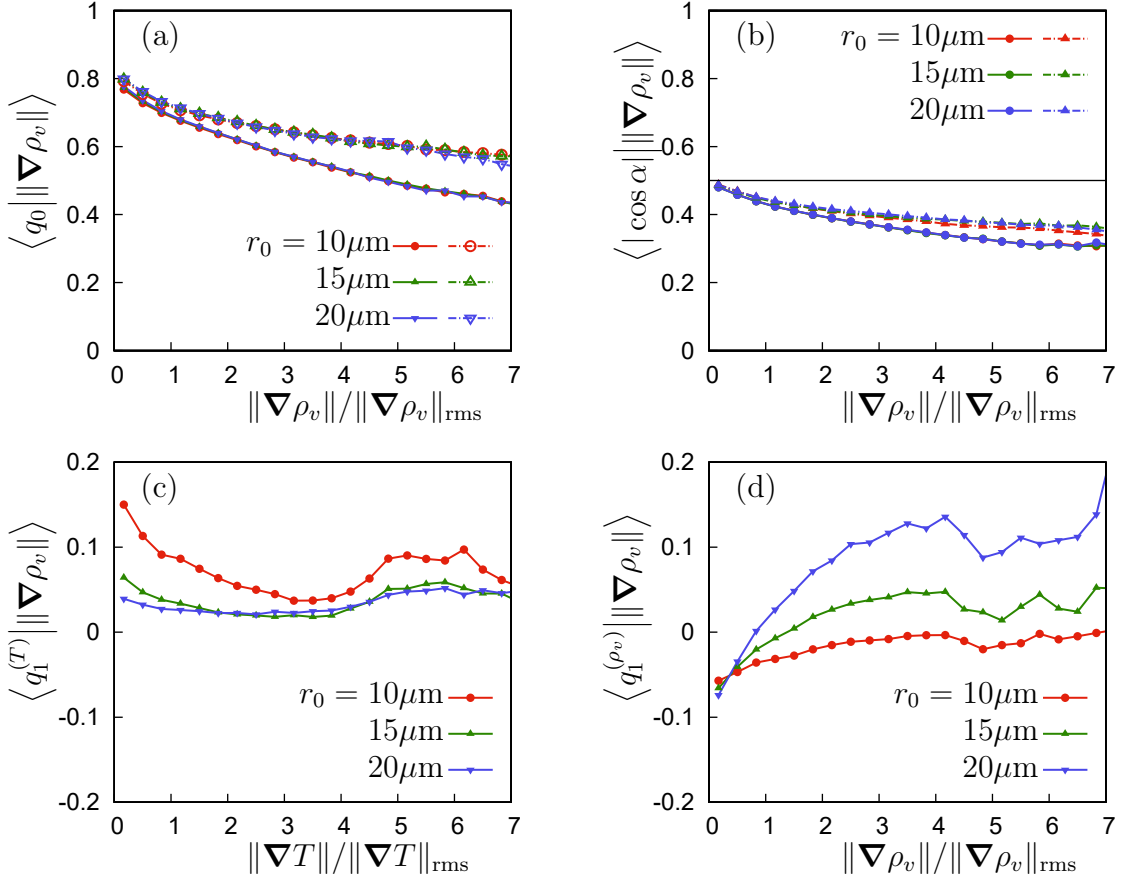 (a)
1
0.8
0.6
0.4
0.2
0
⟨q₀|‖∇ρᵥ‖⟩
r₀ = 10μm
15μm
20μm
0 1 2 3 4 5 6 7
‖∇ρᵥ‖/‖∇ρᵥ‖rms
(b)
1
0.8
0.6
0.4
0.2
0
⟨|cos α||‖∇ρᵥ‖⟩
r₀ = 10μm
15μm
20μm
0 1 2 3 4 5 6 7
‖∇ρᵥ‖/‖∇ρᵥ‖rms
(c)
0.2
0.1
0
-0.1
-0.2
⟨q₁⁽ᵀ⁾|‖∇ρᵥ‖⟩
r₀ = 10μm
15μm
20μm
0 1 2 3 4 5 6 7
‖∇T‖/‖∇T‖rms
(d)
0.2
0.1
0
-0.1
-0.2
⟨q₁^(ρᵥ)|‖∇ρᵥ‖⟩
r₀ = 10μm
15μm
20μm
0 1 2 3 4 5 6 7
‖∇ρᵥ‖/‖∇ρᵥ‖rms